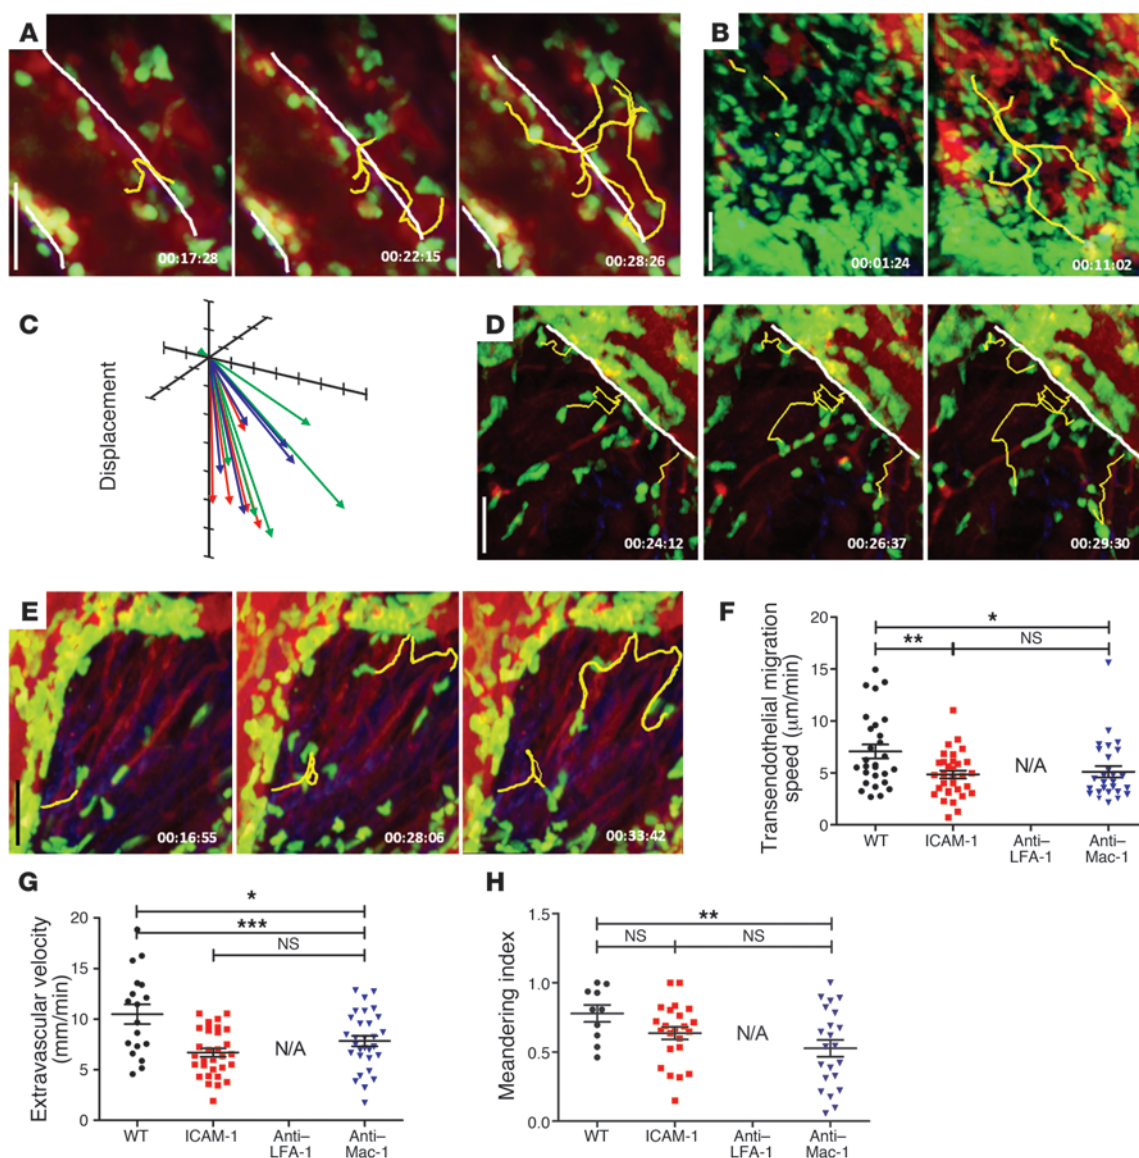 A
00:17:28
00:22:15
00:28:26
B
00:01:24
00:11:02
C
Displacement
D
00:24:12
00:26:37
00:29:30
E
00:16:55
00:28:06
00:33:42
F
Transendothelial migration
speed (μm/min)
20
15
10
5
0
*
**
NS
N/A
WT
ICAM-1
Anti–
LFA-1
Anti–
Mac-1
G
Extravascular velocity
(mm/min)
20
15
10
5
0
*
***
NS
N/A
WT
ICAM-1
Anti–
LFA-1
Anti–
Mac-1
H
Meandering index
1.5
1.0
0.5
0.0
**
NS
NS
N/A
WT
ICAM-1
Anti–
LFA-1
Anti–
Mac-1